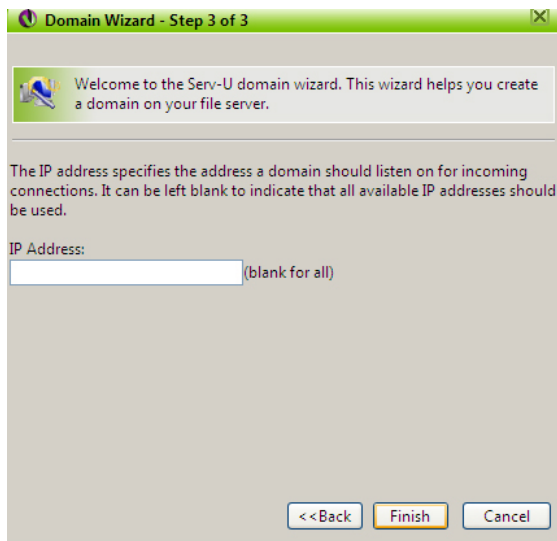 Domain Wizard - Step 3 of 3
Welcome to the Serv-U domain wizard. This wizard helps you create
a domain on your file server.
The IP address specifies the address a domain should listen on for incoming
connections. It can be left blank to indicate that all available IP addresses should
be used.
IP Address:
(blank for all)
<<Back Finish Cancel